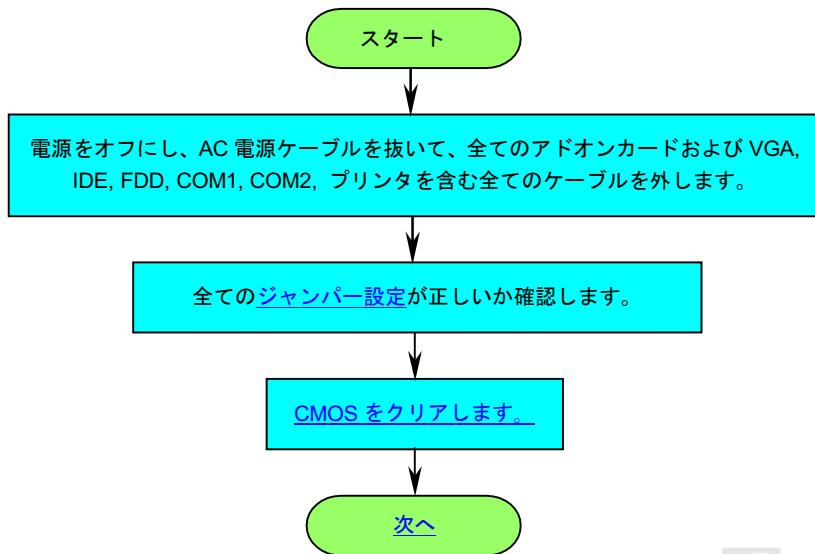 スタート
電源をオフにし、AC 電源ケーブルを抜いて、全てのアドオンカードおよび VGA,
IDE, FDD, COM1, COM2, プリンタを含む全てのケーブルを外します。
全てのジャンパー設定が正しいか確認します。
CMOS をクリアします。
次へ